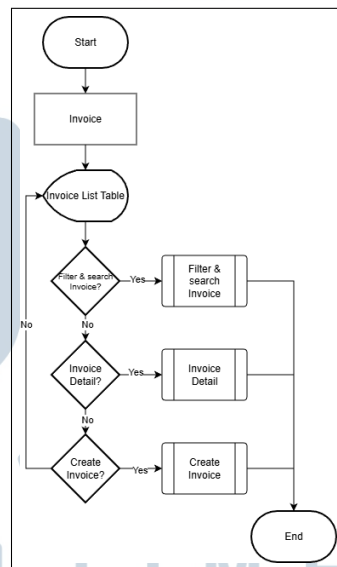 Start
Invoice
Invoice List Table
Filter & search
Invoice?
Yes
Filter &
search
Invoice
No
No
Invoice
Detail?
Yes
Invoice
Detail
No
Create
Invoice?
Yes
Create
Invoice
End